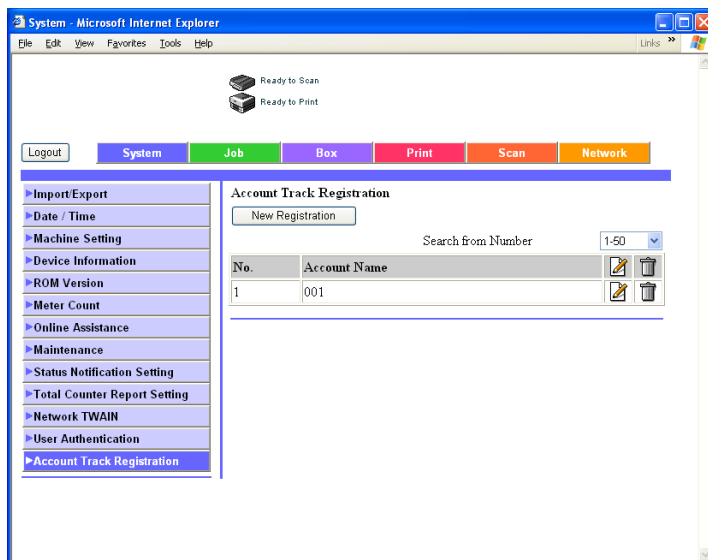 System - Microsoft Internet Explorer
File Edit View Favorites Tools Help Links »
Ready to Scan
Ready to Print
Logout System Job Box Print Scan Network
Import/Export
Date / Time
Machine Setting
Device Information
ROM Version
Meter Count
Online Assistance
Maintenance
Status Notification Setting
Total Counter Report Setting
Network TWAIN
User Authentication
Account Track Registration
Account Track Registration
New Registration
Search from Number 1-50
No. Account Name
1 001